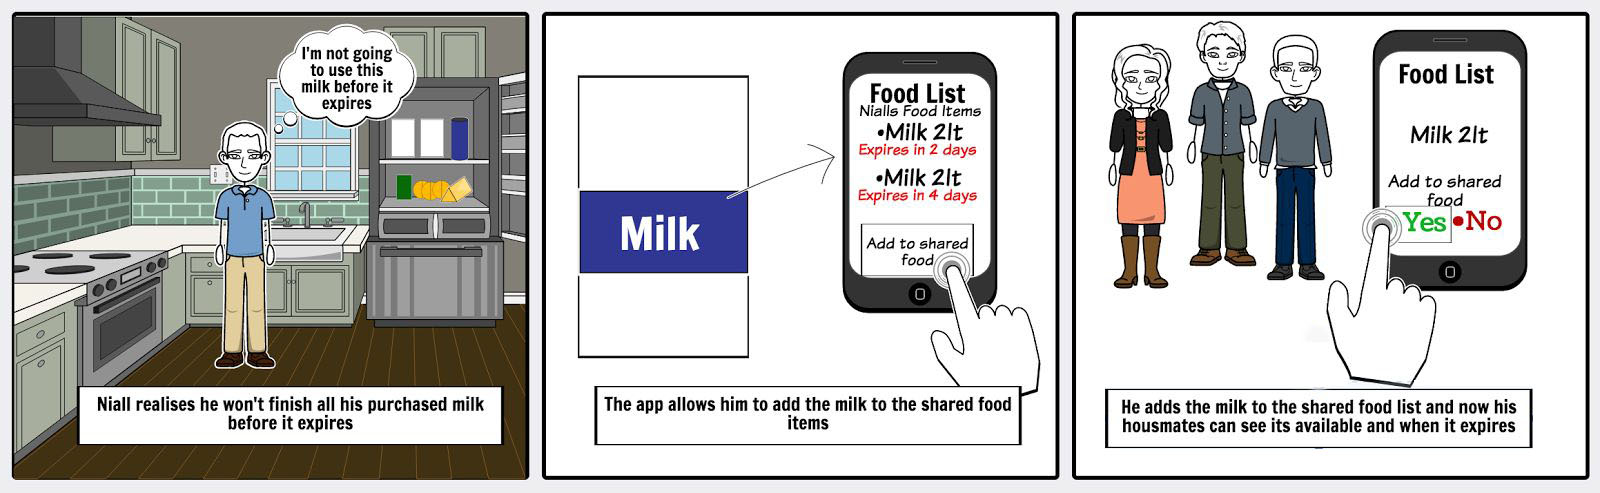 I'm not going
to use this
milk before it
expires
Niall realises he won't finish all his purchased milk
before it expires
Milk
Food List
Nialls Food Items
•Milk 2lt
Expires in 2 days
•Milk 2lt
Expires in 4 days
Add to shared
food
The app allows him to add the milk to the shared food
items
Food List
Milk 2lt
Add to shared
food
Yes •No
He adds the milk to the shared food list and now his
housmates can see its available and when it expires